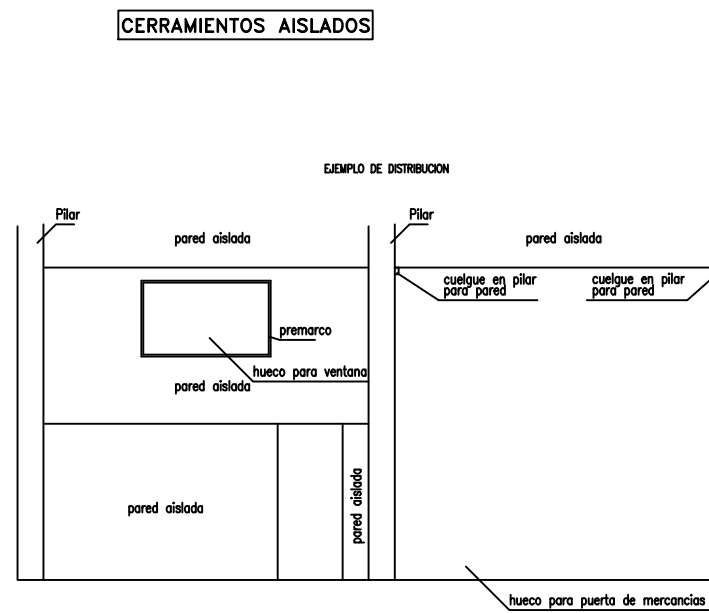 CERRAMIENTOS AISLADOS
EJEMPLO DE DISTRIBUCION
Pilar
Pilar
pared aislada
pared aislada
cuelgue en pilar
para pared
cuelgue en pilar
para pared
premarco
hueco para ventana
pared aislada
pared aislada
pared aislada
hueco para puerta de mercancias